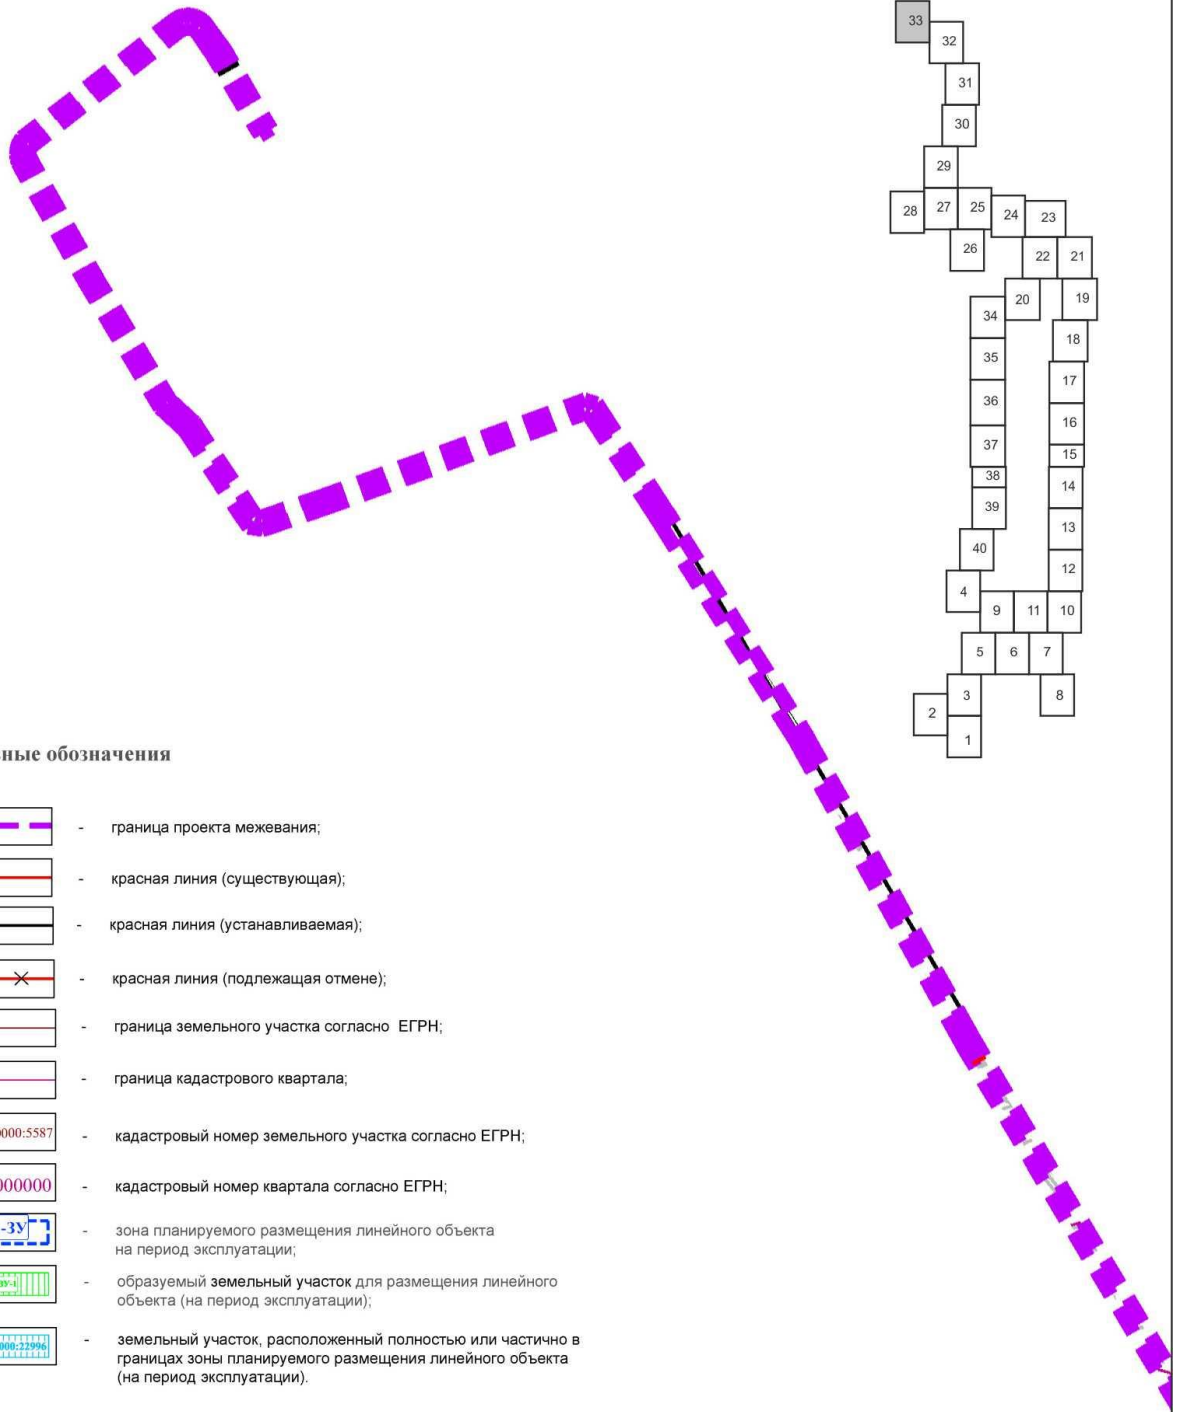 33
32
31
30
29
28 27 25 24 23
26 22 21
20 19
34
18
35
17
36
16
37
15
38
14
39
13
40
12
4
9 11 10
5 6 7
3 8
2
1
обозначения
- граница проекта межевания;
- красная линия (существующая);
- красная линия (устанавливаемая);
- красная линия (подлежащая отмене);
- граница земельного участка согласно ЕГРН;
- граница кадастрового квартала;
000:5587 - кадастровый номер земельного участка согласно ЕГРН;
000000 - кадастровый номер квартала согласно ЕГРН;
-ЗУ - зона планируемого размещения линейного объекта
на период эксплуатации;
- образуемый земельный участок для размещения линейного
объекта (на период эксплуатации);
000:22996 - земельный участок, расположенный полностью или частично в
границах зоны планируемого размещения линейного объекта
(на период эксплуатации).